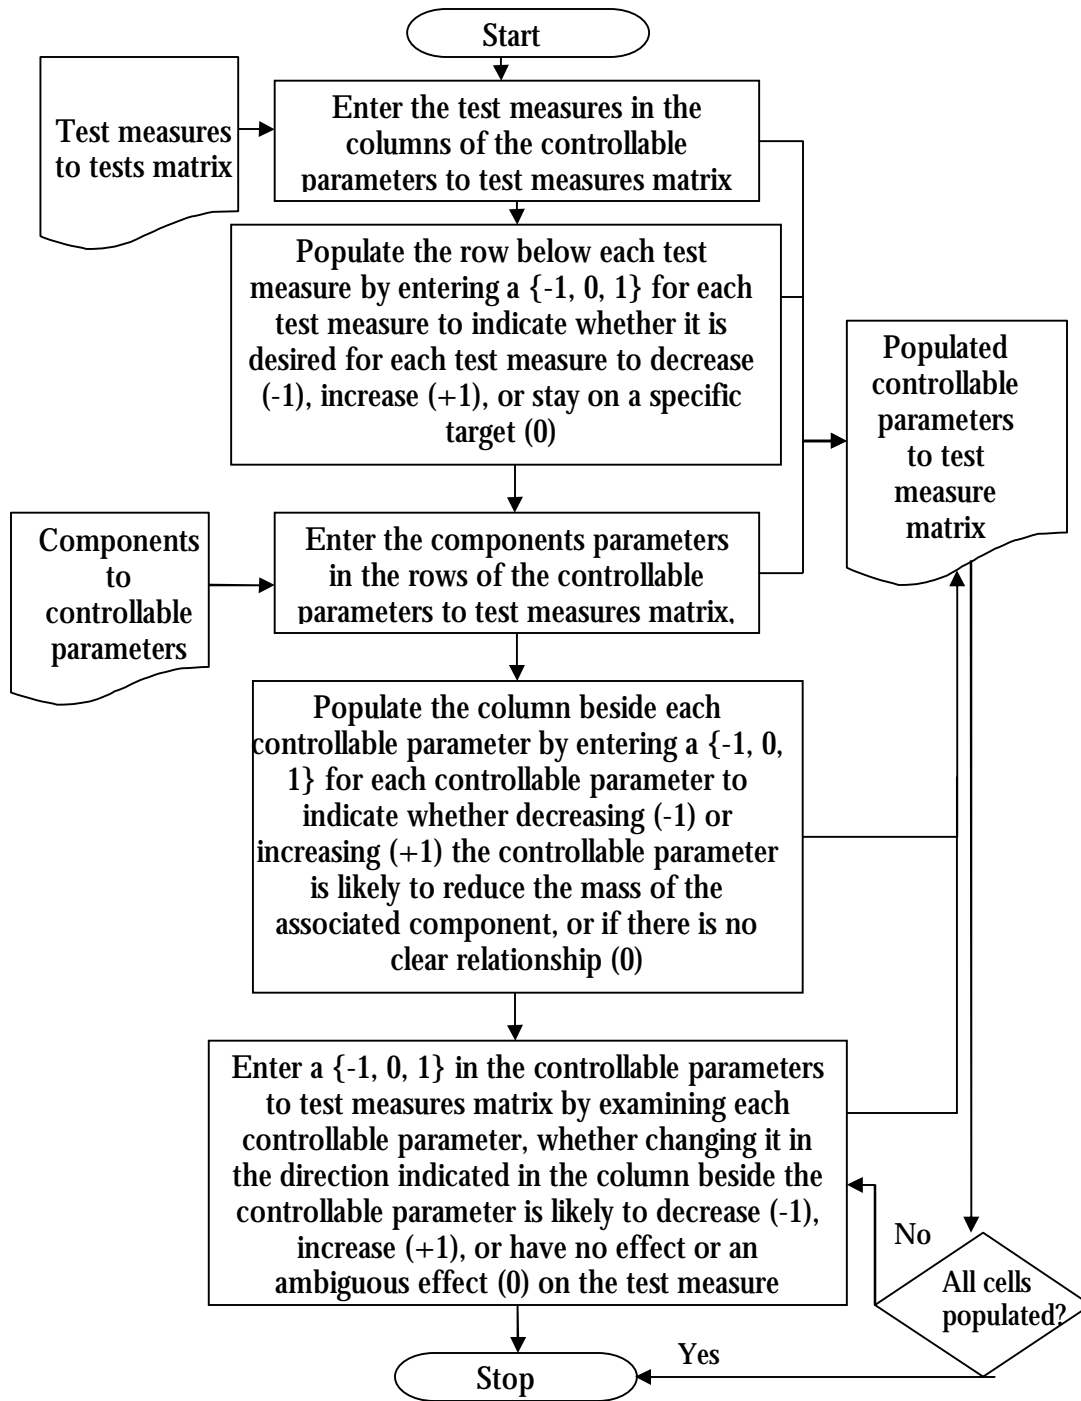 Start
Test measures
to tests matrix
Enter the test measures in the
columns of the controllable
parameters to test measures matrix
Populate the row below each test
measure by entering a {-1, 0, 1} for each
test measure to indicate whether it is
desired for each test measure to decrease
(-1), increase (+1), or stay on a specific
target (0)
Populated
controllable
parameters
to test
measure
matrix
Components
to
controllable
parameters
Enter the components parameters
in the rows of the controllable
parameters to test measures matrix,
Populate the column beside each
controllable parameter by entering a {-1, 0,
1} for each controllable parameter to
indicate whether decreasing (-1) or
increasing (+1) the controllable parameter
is likely to reduce the mass of the
associated component, or if there is no
clear relationship (0)
Enter a {-1, 0, 1} in the controllable parameters
to test measures matrix by examining each
controllable parameter, whether changing it in
the direction indicated in the column beside the
controllable parameter is likely to decrease (-1),
increase (+1), or have no effect or an
ambiguous effect (0) on the test measure
No
All cells
populated?
Yes
Stop